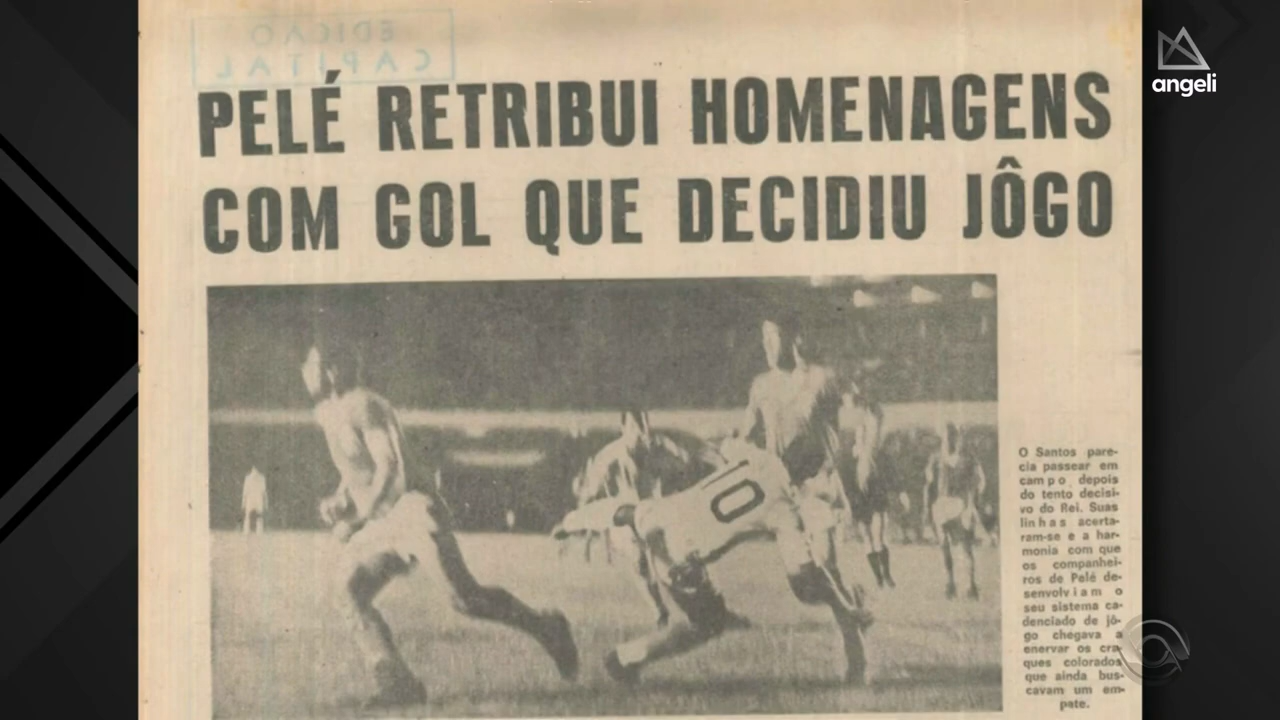 EDIÇÃO
CAPITAL
PELÉ RETRIBUI HOMENAGENS
COM GOL QUE DECIDIU JÔGO
angeli
10
O Santos pare-
cia passear em
campo, depois
do tento decisi-
vo do Rei. Suas
linhas acerta-
ram-se e a har-
monia com que
os companhei-
ros de Pelé de-
senvolviam o
seu sistema ca-
denciado de jô-
go chegava a
enervar os cra-
ques colorados
que ainda bus-
cavam um em-
pate.